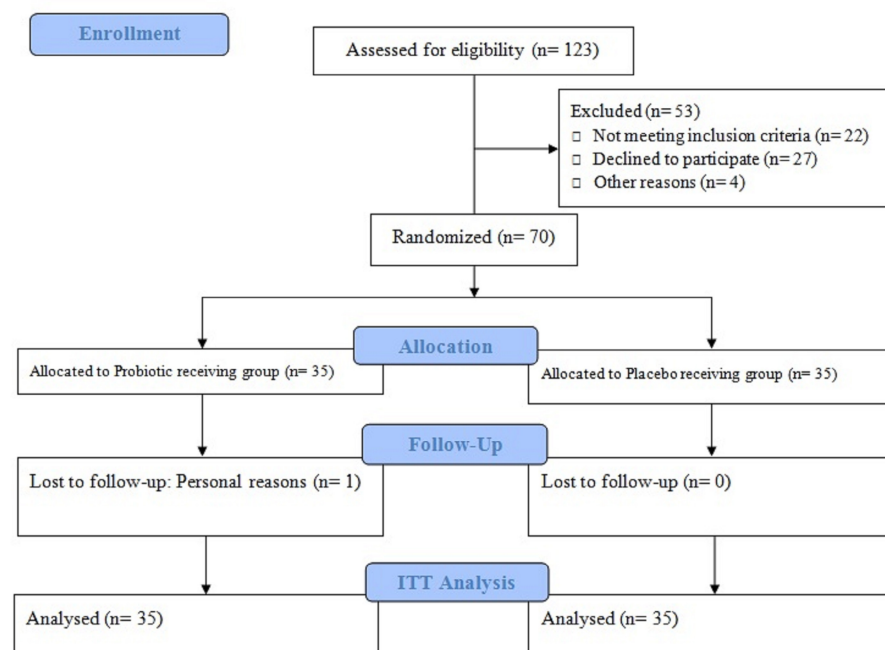 Enrollment
Assessed for eligibility (n= 123)
Excluded (n= 53)
Not meeting inclusion criteria (n= 22)
Declined to participate (n= 27)
Other reasons (n= 4)
Randomized (n= 70)
Allocation
Allocated to Probiotic receiving group (n= 35)
Allocated to Placebo receiving group (n= 35)
Follow-Up
Lost to follow-up: Personal reasons (n= 1)
Lost to follow-up (n= 0)
ITT Analysis
Analysed (n= 35)
Analysed (n= 35)